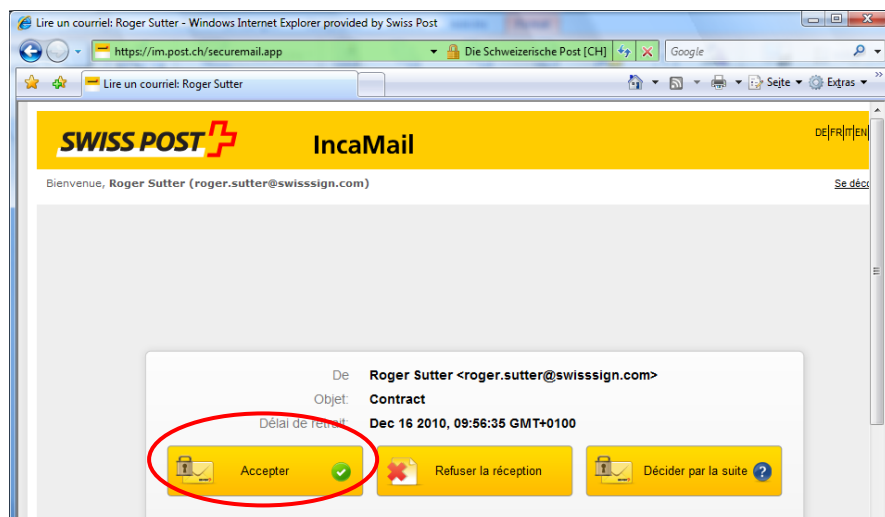 Lire un courriel: Roger Sutter - Windows Internet Explorer provided by Swiss Post
https://im.post.ch/securemail.app Die Schweizerische Post [CH] Google
Lire un courriel: Roger Sutter Seite Extras
SWISS POST IncaMail DE|FR|IT|EN
Bienvenue, Roger Sutter (roger.sutter@swisssign.com) Se déco
De Roger Sutter <roger.sutter@swisssign.com>
Objet: Contract
Délai de retrait: Dec 16 2010, 09:56:35 GMT+0100
Accepter Refuser la réception Décider par la suite ?